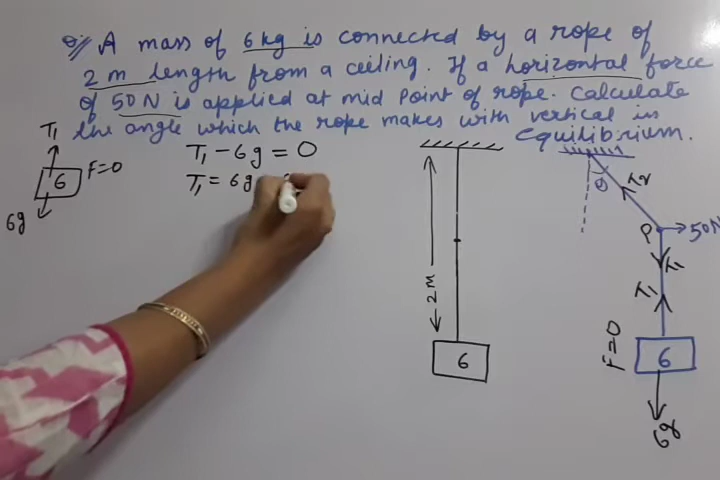 Q:// A mass of 6 kg is connected by a rope of
2 m length from a ceiling. If a horizontal force
of 50 N is applied at mid point of rope. Calculate
the angle which the rope makes with vertical in
equilibrium.
T₁
6
F=0
6g
T₁ - 6g = 0
T₁ = 6g
2 M
6
θ
T₂
P
50N
T₁
T₁
F=0
6
6g